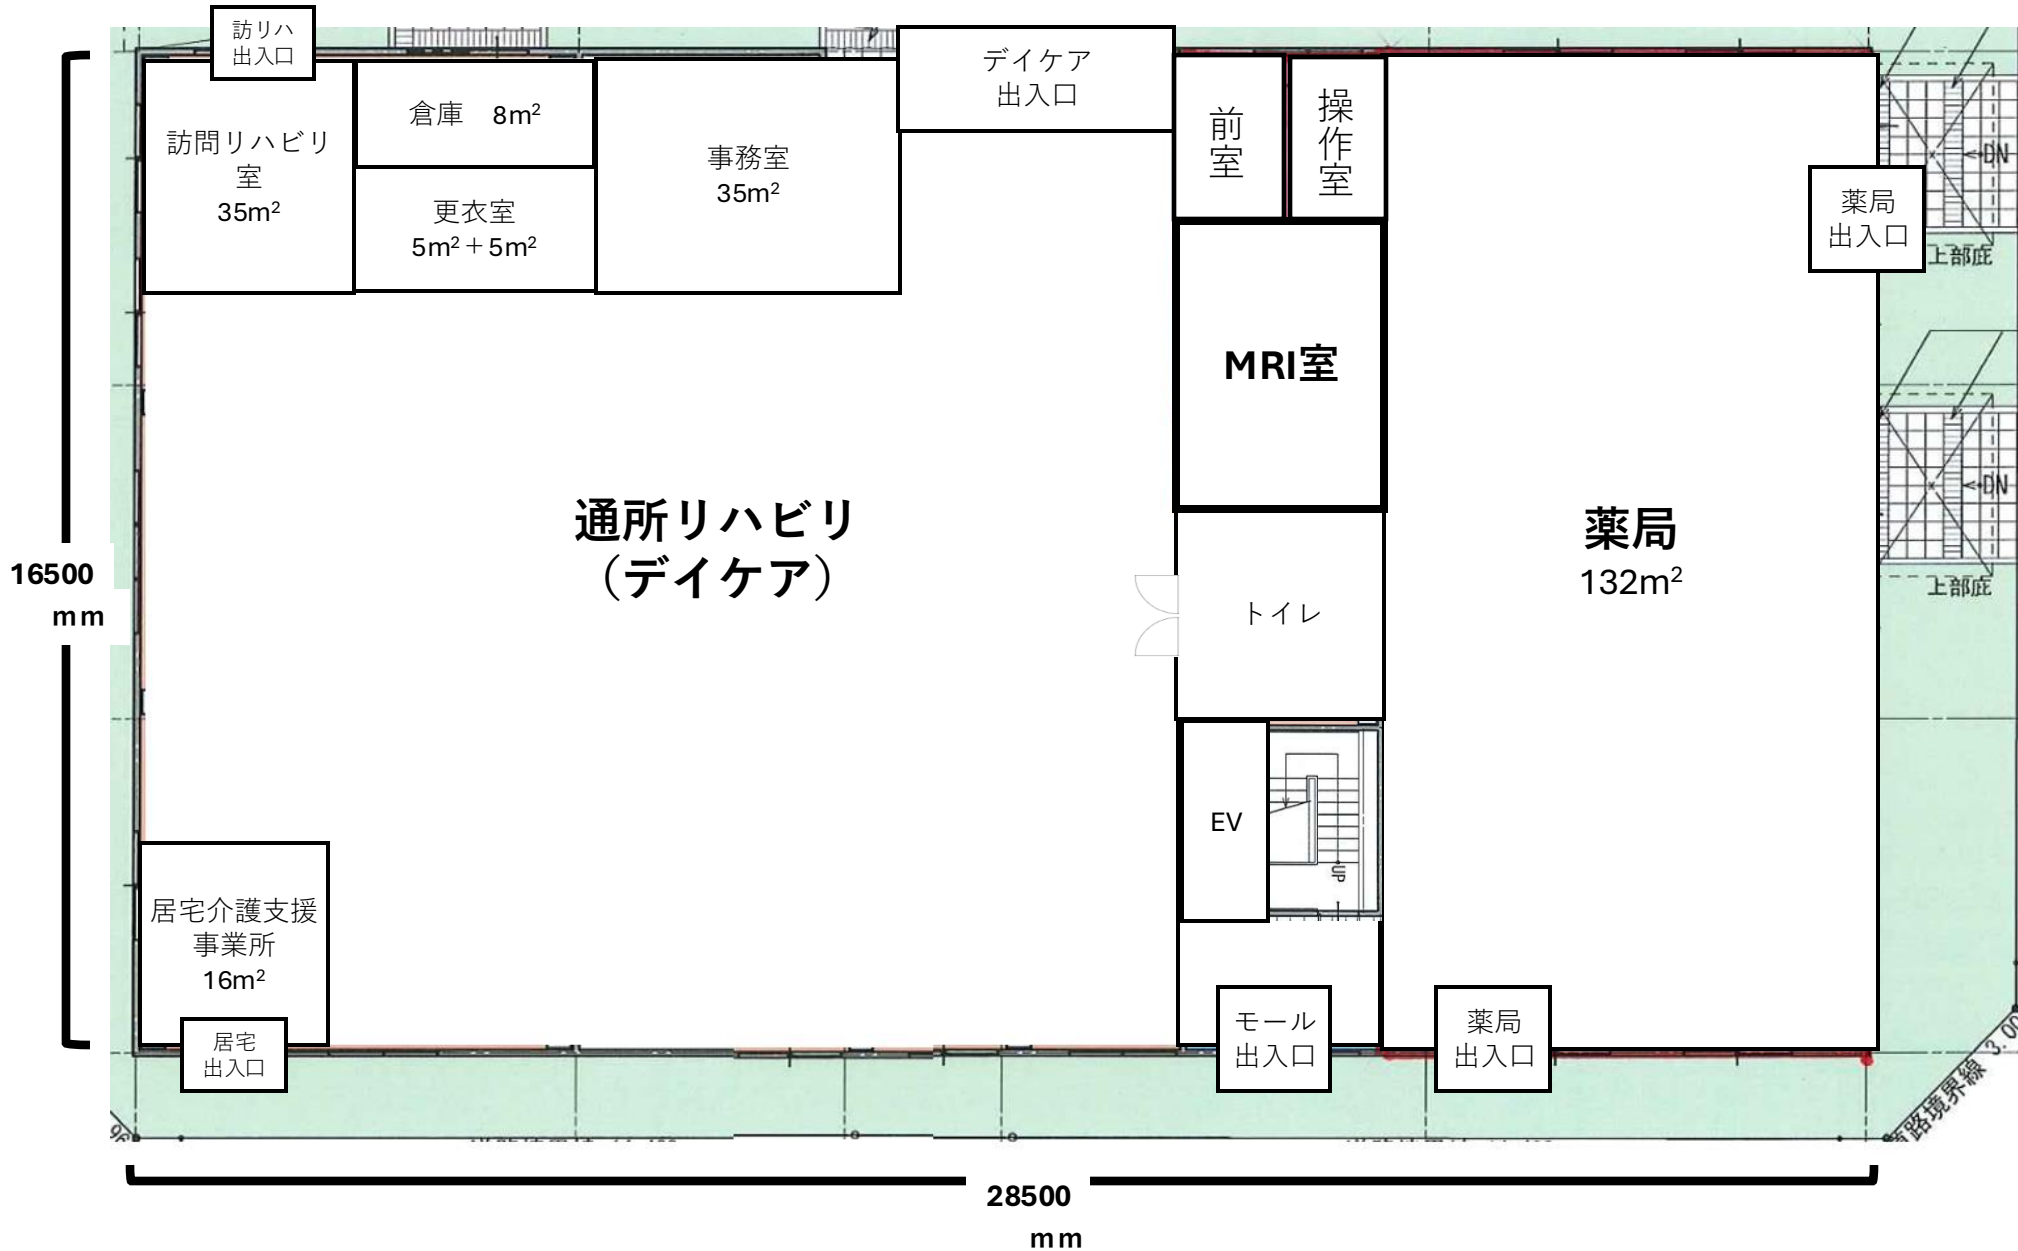 訪リハ
出入口
デイケア
出入口
訪問リハビリ
室
35m²
倉庫　8m²
更衣室
5m²＋5m²
事務室
35m²
前
室
操
作
室
DN
薬局
出入口
上部庇
MRI室
通所リハビリ
（デイケア）
薬局
132m²
DN
上部庇
16500
mm
トイレ
EV
UP
居宅介護支援
事業所
16m²
居宅
出入口
モール
出入口
薬局
出入口
道路境界線 3.00
28500
mm